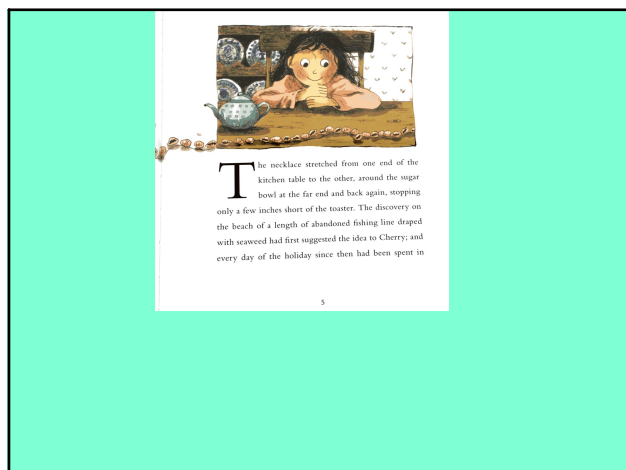 The necklace stretched from one end of the
kitchen table to the other, around the sugar
bowl at the far end and back again, stopping
only a few inches short of the toaster. The discovery on
the beach of a length of abandoned fishing line draped
with seaweed had first suggested the idea to Cherry; and
every day of the holiday since then had been spent in
5